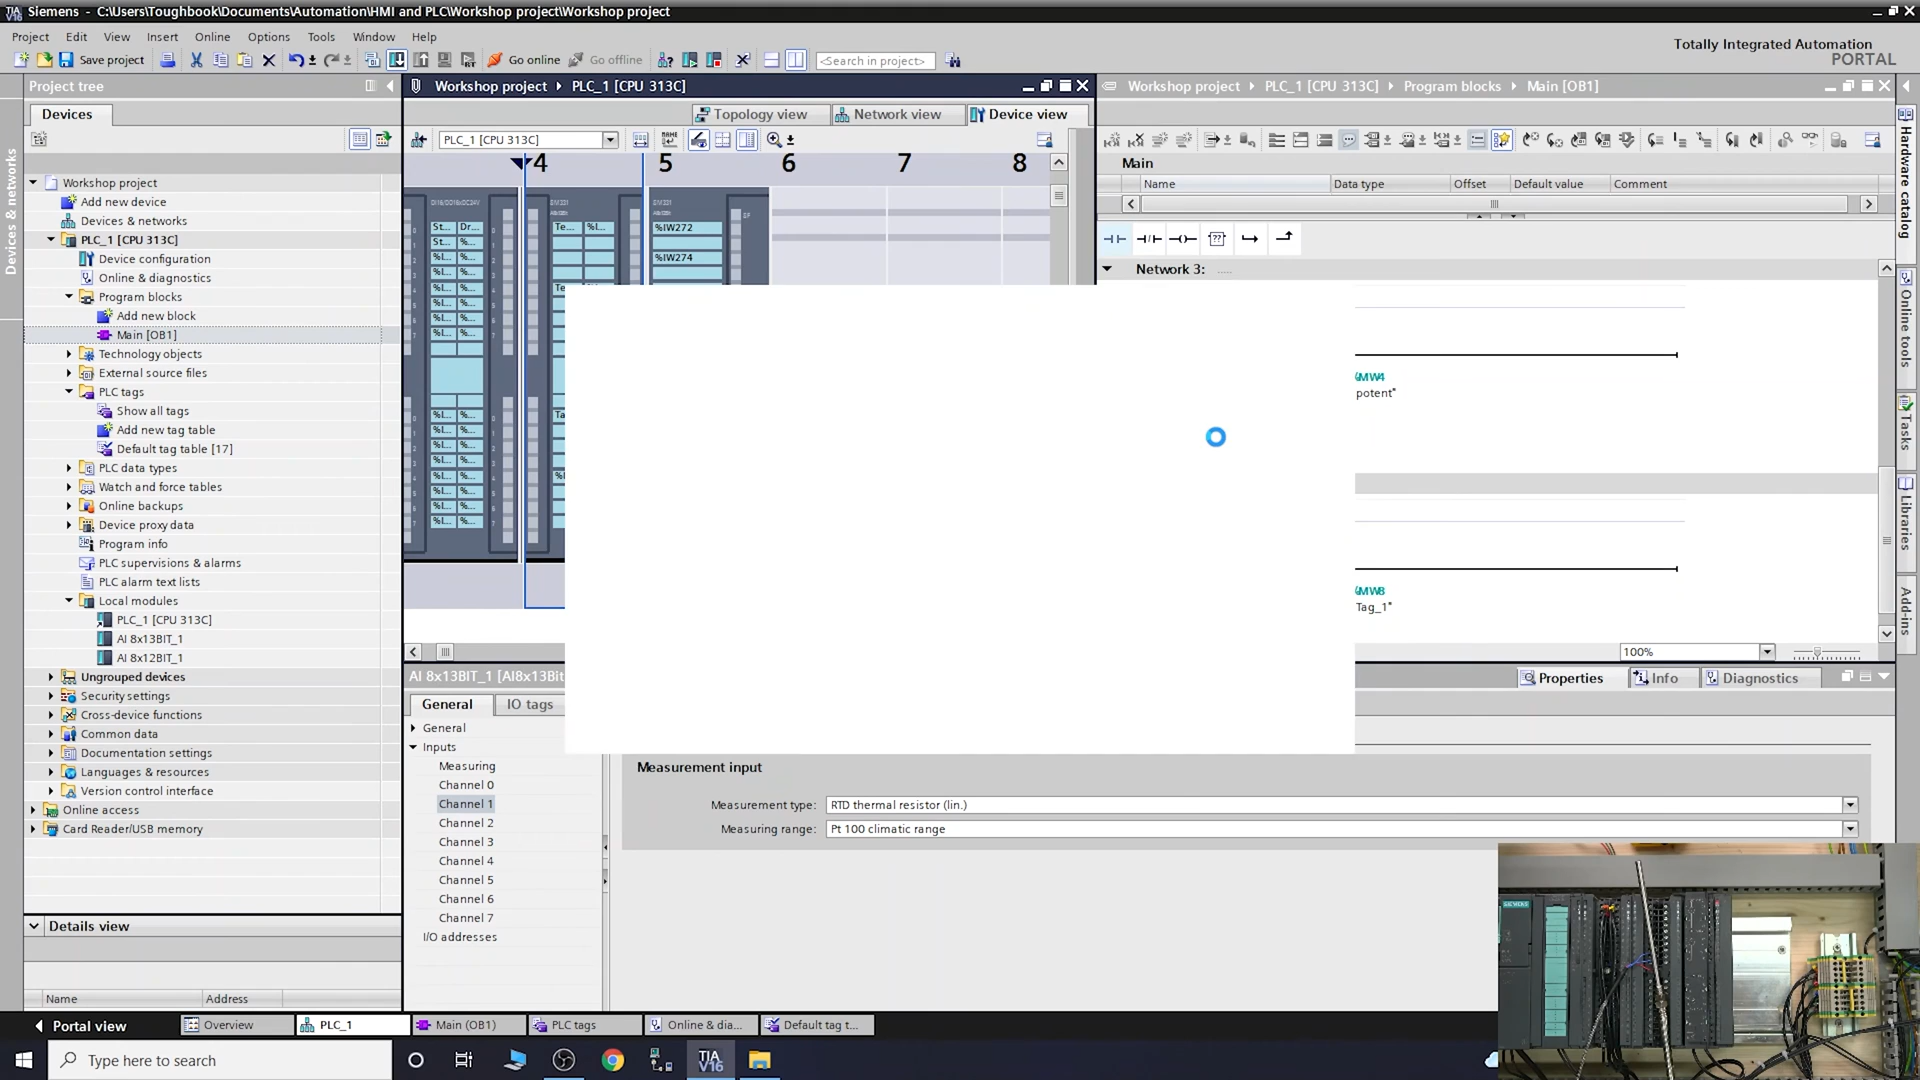 Siemens - C:\Users\Toughbook\Documents\Automation\HMI and PLC\Workshop project\Workshop project
Project Edit View Insert Online Options Tools Window Help
Totally Integrated Automation
PORTAL
Save project
Go online
Go offline
<Search in project>
Project tree
Devices
Devices & networks
Workshop project
Add new device
Devices & networks
PLC_1 [CPU 313C]
Device configuration
Online & diagnostics
Program blocks
Add new block
Main [OB1]
Technology objects
External source files
PLC tags
Show all tags
Add new tag table
Default tag table [17]
PLC data types
Watch and force tables
Online backups
Device proxy data
Program info
PLC supervisions & alarms
PLC alarm text lists
Local modules
PLC_1 [CPU 313C]
AI 8x13BIT_1
AI 8x12BIT_1
Ungrouped devices
Security settings
Cross-device functions
Common data
Documentation settings
Languages & resources
Version control interface
Online access
Card Reader/USB memory
Details view
Name Address
Workshop project PLC_1 [CPU 313C]
Topology view Network view Device view
PLC_1 [CPU 313C]
4 5 6 7 8
St... Dr... Te... %I... %IW272
St... %...
%I... %... %IW274
Workshop project PLC_1 [CPU 313C] Program blocks Main [OB1]
Main
Name Data type Offset Default value Comment
Network 3: .....
%MW4
potent"
%MW8
Tag_1"
100%
AI 8x13BIT_1 [AI8x13Bit
Properties Info Diagnostics
General IO tags
General
Inputs
Measuring
Channel 0
Channel 1
Channel 2
Channel 3
Channel 4
Channel 5
Channel 6
Channel 7
I/O addresses
Measurement input
Measurement type: RTD thermal resistor (lin.)
Measuring range: Pt 100 climatic range
Hardware catalog
Online tools
Tasks
Libraries
Add-ins
Portal view Overview PLC_1 Main (OB1) PLC tags Online & dia... Default tag t...
Type here to search
TIA
V16
SIEMENS